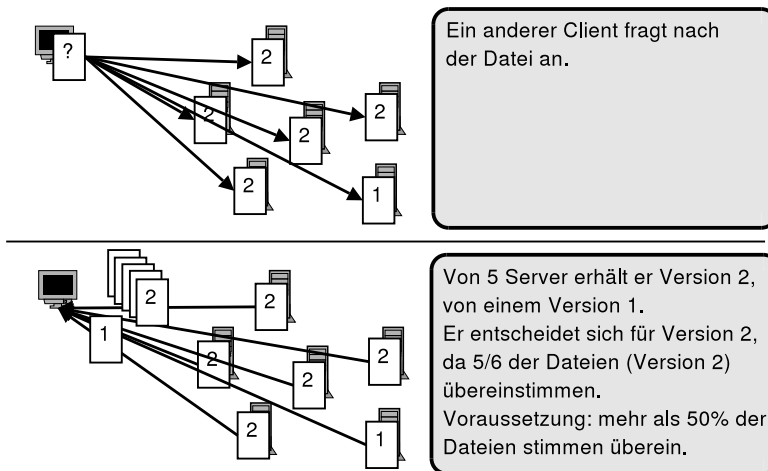 ?
2
2
2
2
2
1
Ein anderer Client fragt nach
der Datei an.
2
1
2
2
2
2
2
1
Von 5 Server erhält er Version 2,
von einem Version 1.
Er entscheidet sich für Version 2,
da 5/6 der Dateien (Version 2)
übereinstimmen.
Voraussetzung: mehr als 50% der
Dateien stimmen überein.